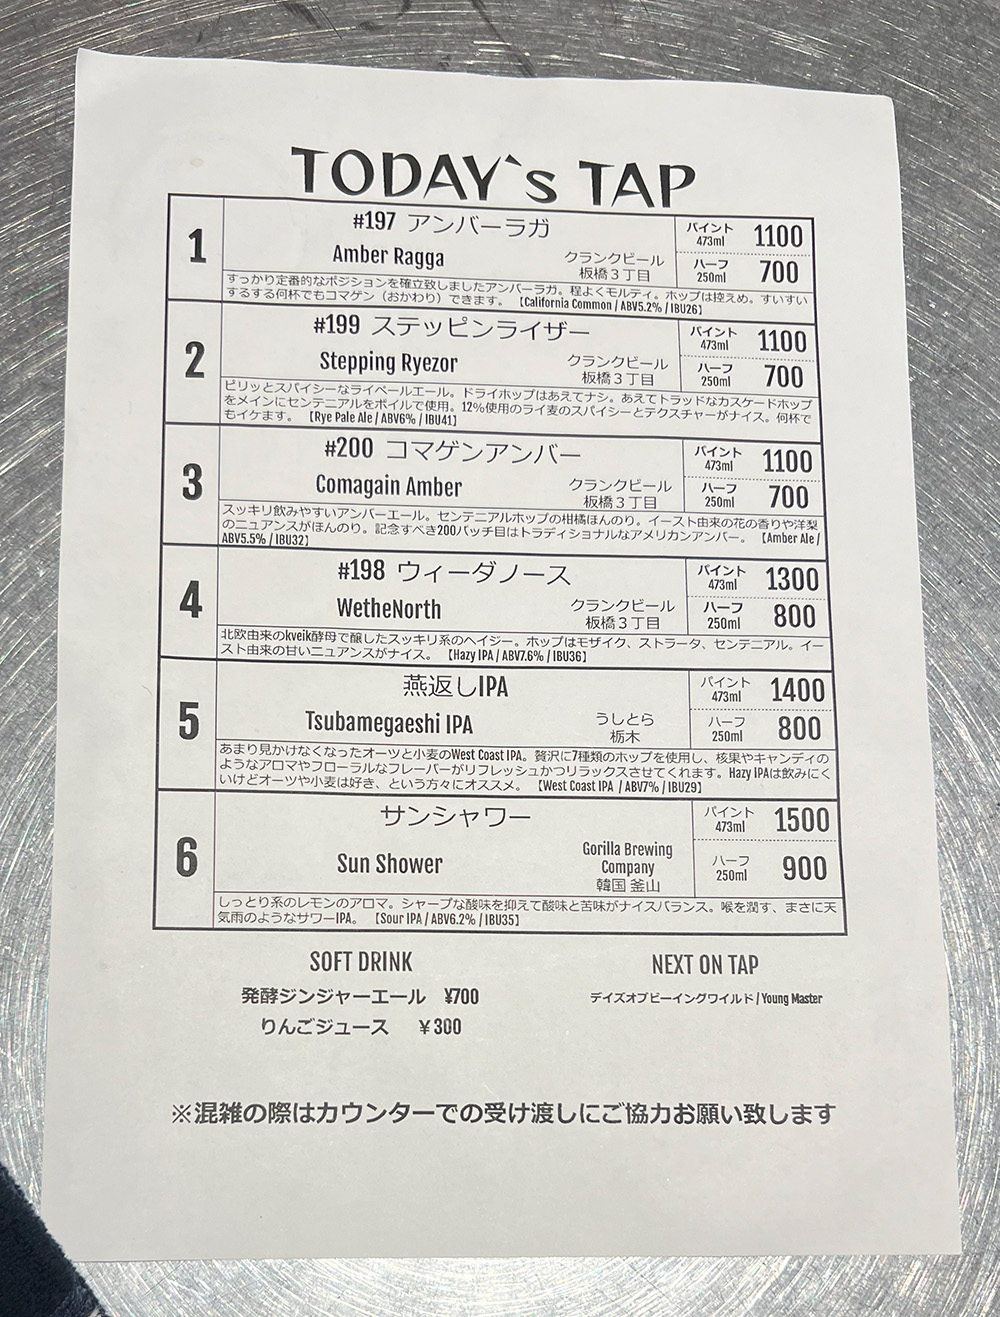 TODAY`s TAP
1
#197 アンバーラガ
Amber Ragga
クランクビール
板橋3丁目
パイント
473ml
1100
ハーフ
250ml
700
すっかり定番的なポジションを確立致しましたアンバーラガ。程よくモルティ。ホップは控えめ。すいすい
するする何杯でもコマゲン（おかわり）できます。【California Common / ABV5.2% / IBU26】
2
#199 ステッピンライザー
Stepping Ryezor
クランクビール
板橋3丁目
パイント
473ml
1100
ハーフ
250ml
700
ピリッとスパイシーなライペールエール。ドライホップはあえてナシ。あえてトラッドなカスケードホップ
をメインにセンテニアルをボイルで使用。12%使用のライ麦のスパイシーとテクスチャーがナイス。何杯で
もイケます。【Rye Pale Ale / ABV6% / IBU41】
3
#200 コマゲンアンバー
Comagain Amber
クランクビール
板橋3丁目
パイント
473ml
1100
ハーフ
250ml
700
スッキリ飲みやすいアンバーエール。センテニアルホップの柑橘ほんのり。イースト由来の花の香りや洋梨
のニュアンスがほんのり。記念すべき200バッチ目はトラディショナルなアメリカンアンバー。【Amber Ale /
ABV5.5% / IBU32】
4
#198 ウィーダノース
WetheNorth
クランクビール
板橋3丁目
パイント
473ml
1300
ハーフ
250ml
800
北欧由来のkveik酵母で醸したスッキリ系のヘイジー。ホップはモザイク、ストラータ、センテニアル。イー
スト由来の甘いニュアンスがナイス。【Hazy IPA / ABV7.6% / IBU36】
5
燕返しIPA
Tsubamegaeshi IPA
うしとら
栃木
パイント
473ml
1400
ハーフ
250ml
800
あまり見かけなくなったオーツと小麦のWest Coast IPA。贅沢に7種類のホップを使用し、核果やキャンディの
ようなアロマやフローラルなフレーバーがリフレッシュかつリラックスさせてくれます。Hazy IPAは飲みにく
いけどオーツや小麦は好き、という方々にオススメ。【West Coast IPA / ABV7% / IBU29】
6
サンシャワー
Sun Shower
Gorilla Brewing
Company
韓国 釜山
パイント
473ml
1500
ハーフ
250ml
900
しっとり系のレモンのアロマ。シャープな酸味を抑えて酸味と苦味がナイスバランス。喉を潤す、まさに天
気雨のようなサワーIPA。【Sour IPA / ABV6.2% / IBU35】
SOFT DRINK
発酵ジンジャーエール ¥700
りんごジュース ￥300
NEXT ON TAP
デイズオブビーイングワイルド / Young Master
※混雑の際はカウンターでの受け渡しにご協力お願い致します